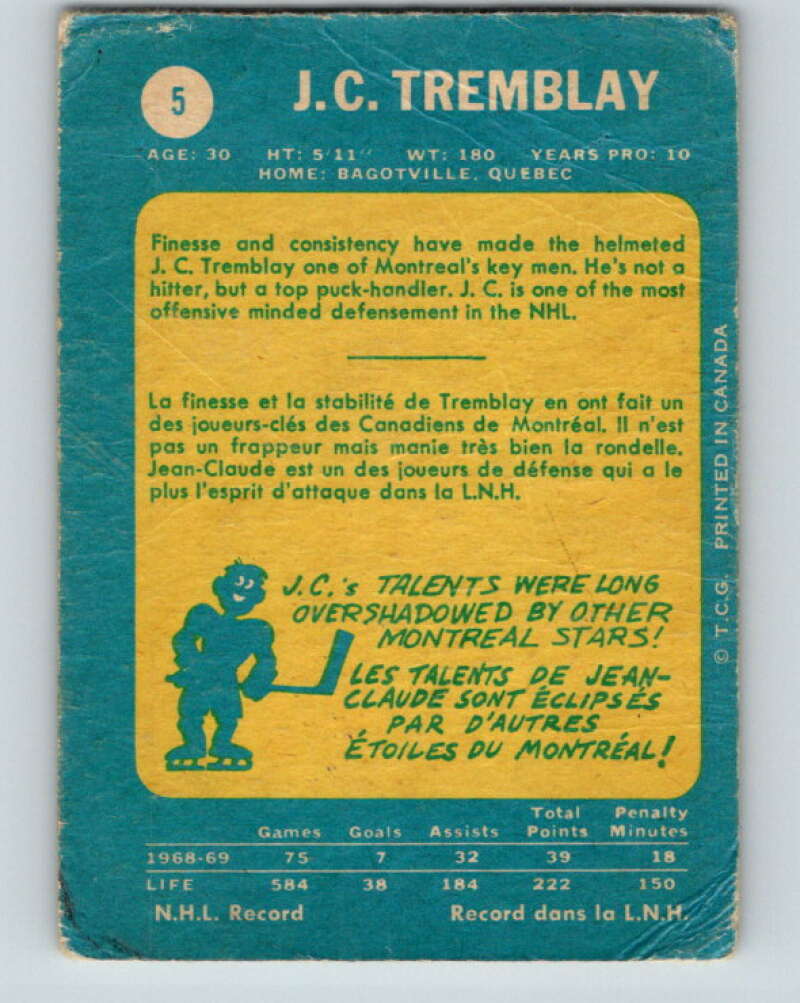 5
J.C. TREMBLAY
AGE: 30 HT: 5'11" WT: 180 YEARS PRO: 10
HOME: BAGOTVILLE, QUEBEC
Finesse and consistency have made the helmeted
J. C. Tremblay one of Montreal's key men. He's not a
hitter, but a top puck-handler. J. C. is one of the most
offensive minded defensement in the NHL.
La finesse et la stabilité de Tremblay en ont fait un
des joueurs-clés des Canadiens de Montréal. Il n'est
pas un frappeur mais manie très bien la rondelle.
Jean-Claude est un des joueurs de défense qui a le
plus l'esprit d'attaque dans la L.N.H.
J.C.'s TALENTS WERE LONG
OVERSHADOWED BY OTHER
MONTREAL STARS!
LES TALENTS DE JEAN-
CLAUDE SONT ÉCLIPSÉS
PAR D'AUTRES
ÉTOILES DU MONTRÉAL!
© T.C.G. PRINTED IN CANADA
Games Goals Assists Total Points Penalty Minutes
1968-69 75 7 32 39 18
LIFE 584 38 184 222 150
N.H.L. Record Record dans la L.N.H.